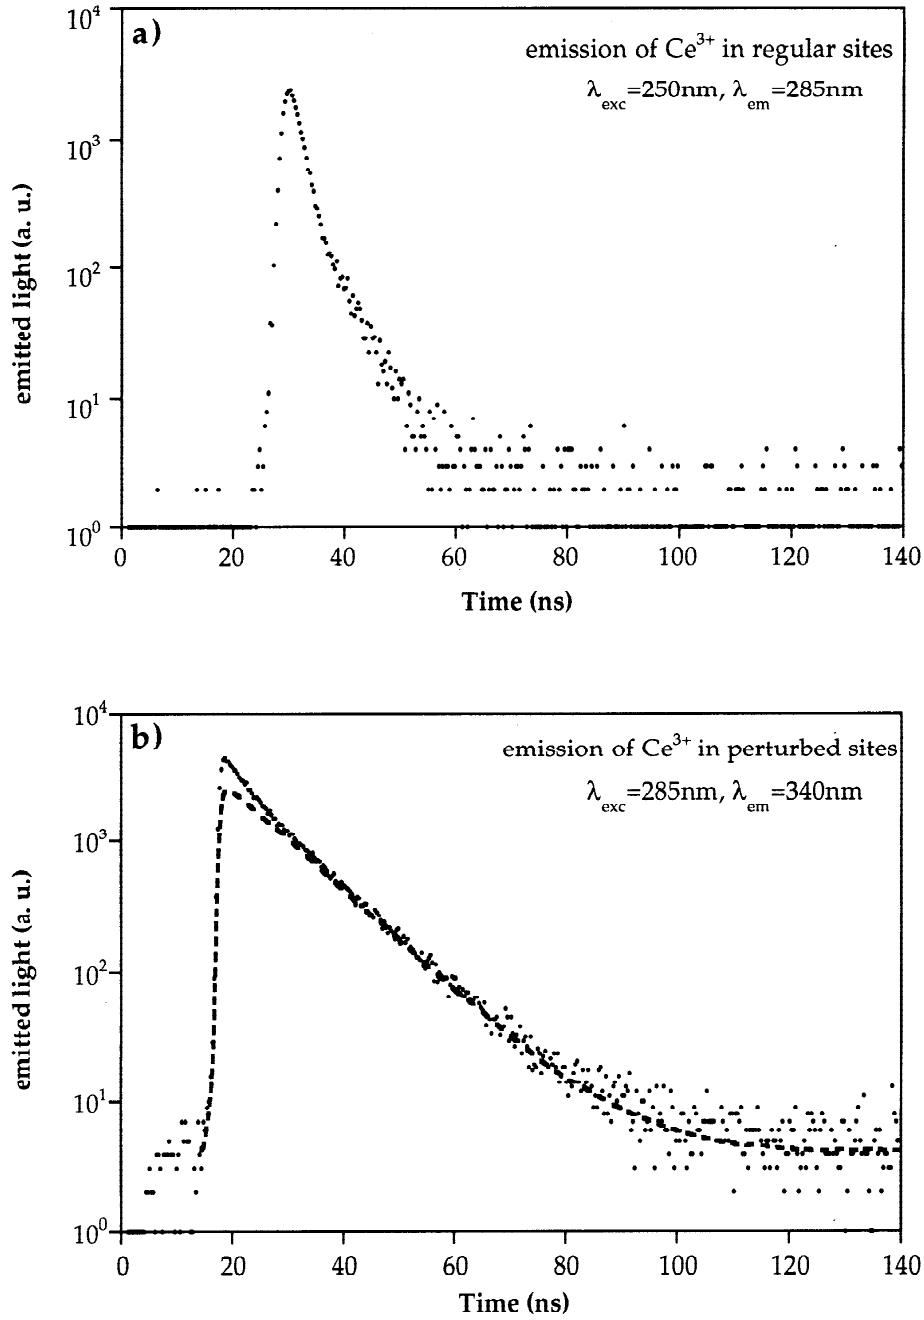 a)
emission of Ce³⁺ in regular sites
λexc=250nm, λem=285nm
emitted light (a. u.)
10⁴
10³
10²
10¹
10⁰
0 20 40 60 80 100 120 140
Time (ns)
b)
emission of Ce³⁺ in perturbed sites
λexc=285nm, λem=340nm
emitted light (a. u.)
10⁴
10³
10²
10¹
10⁰
0 20 40 60 80 100 120 140
Time (ns)